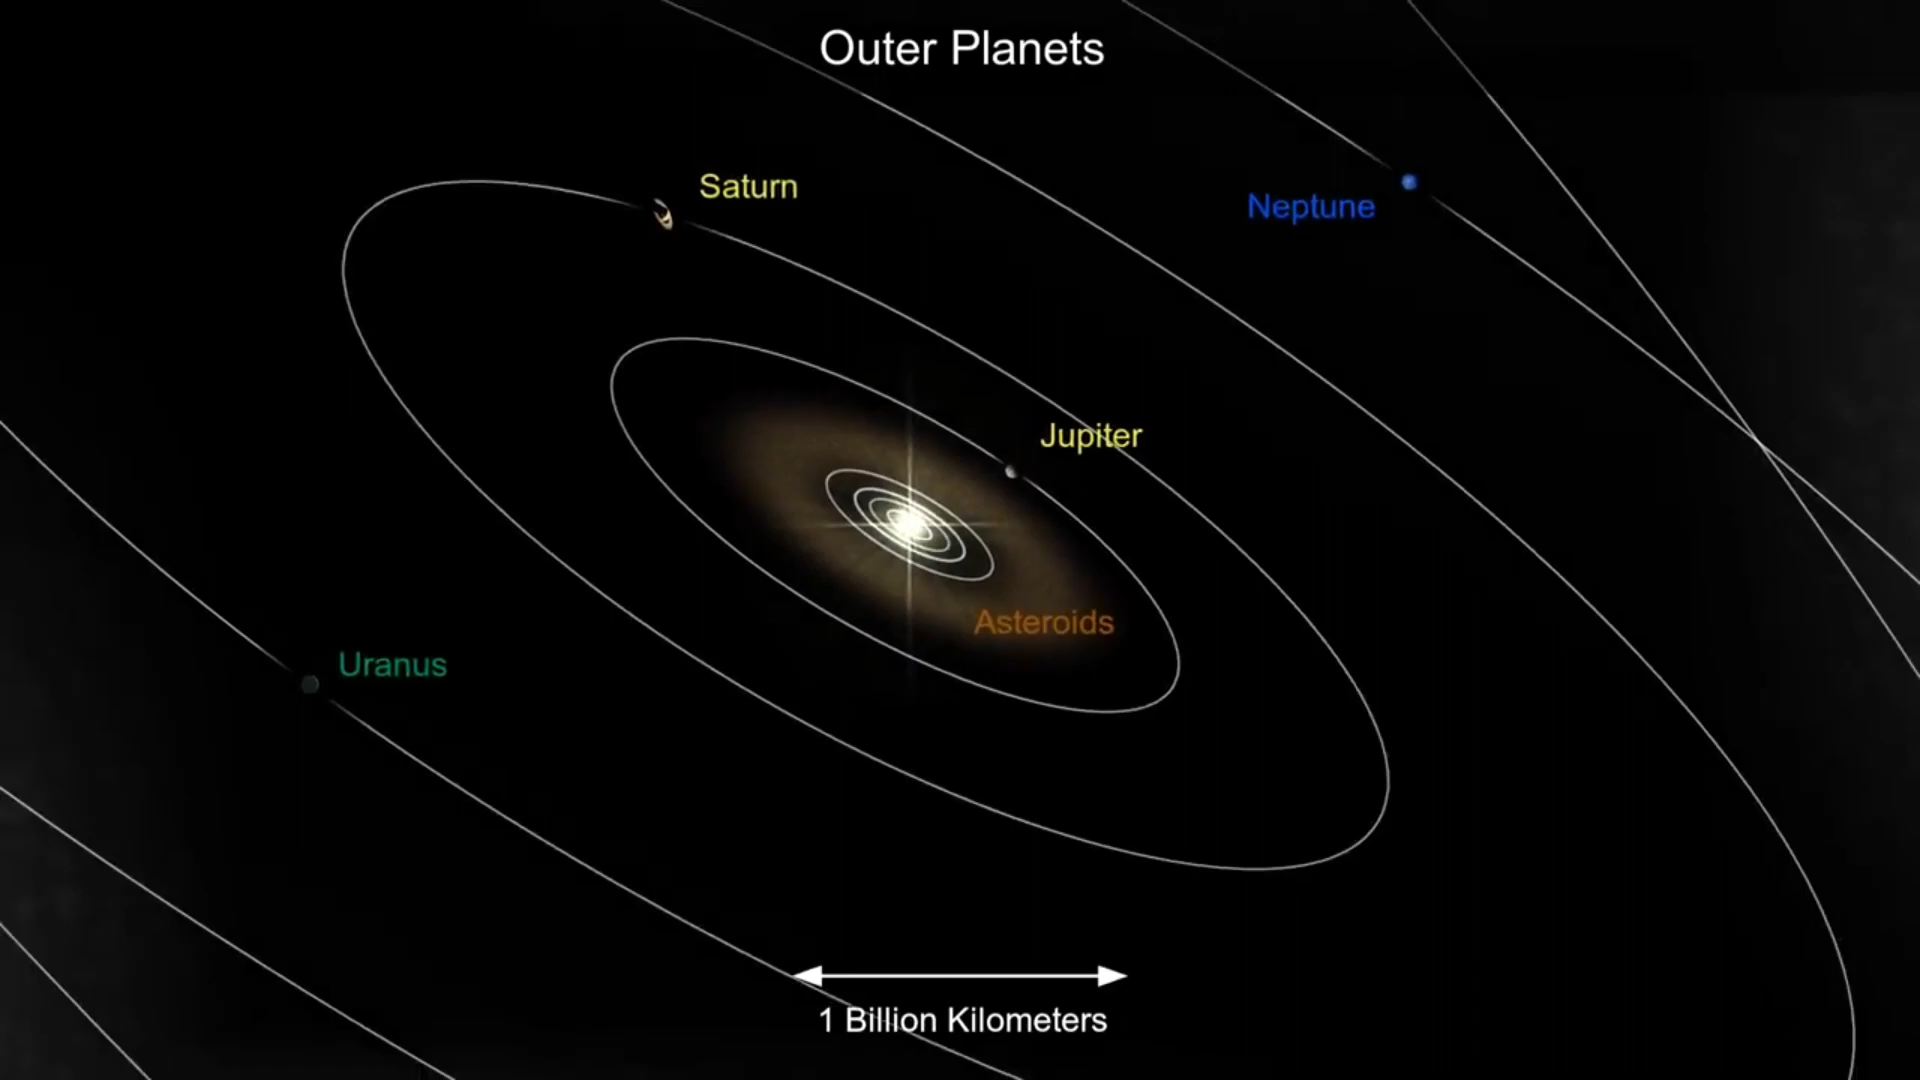 Outer Planets
Saturn
Neptune
Jupiter
Asteroids
Uranus
1 Billion Kilometers